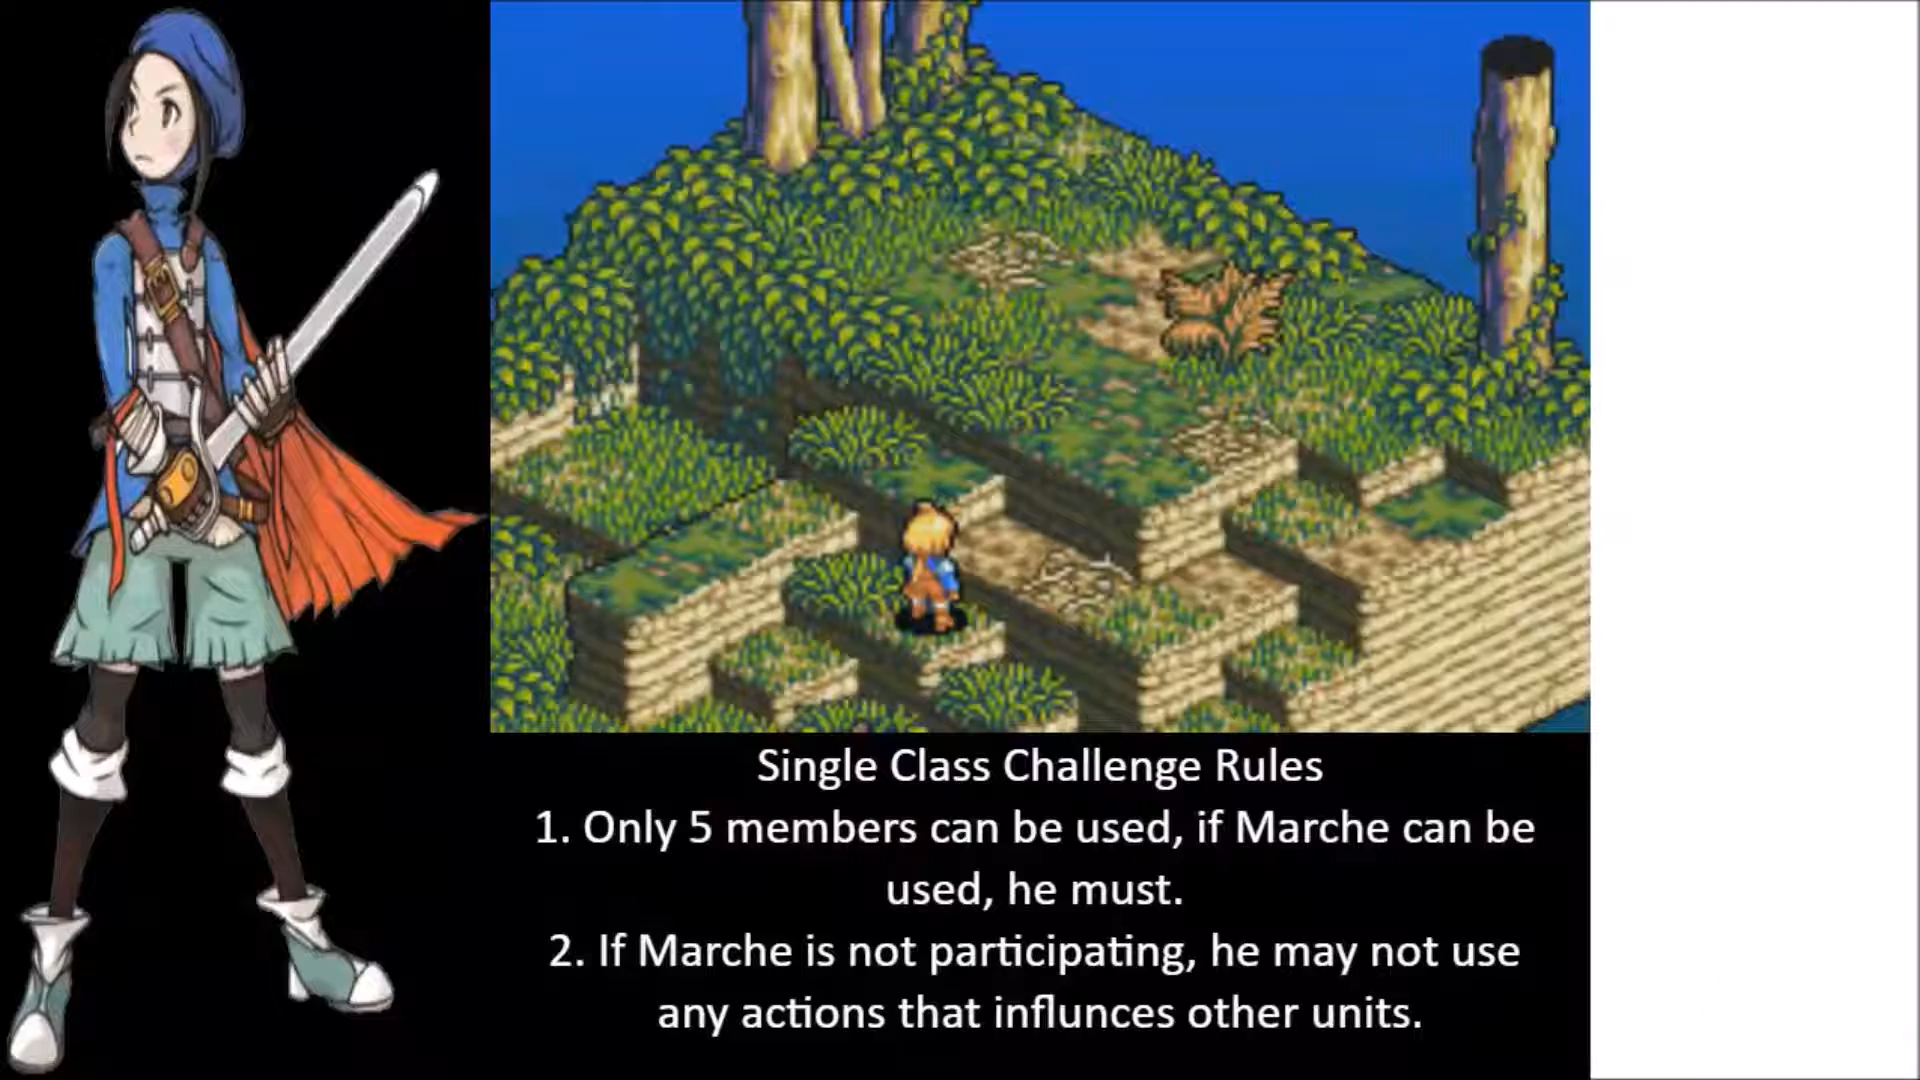 Single Class Challenge Rules
1. Only 5 members can be used, if Marche can be
used, he must.
2. If Marche is not participating, he may not use
any actions that influnces other units.